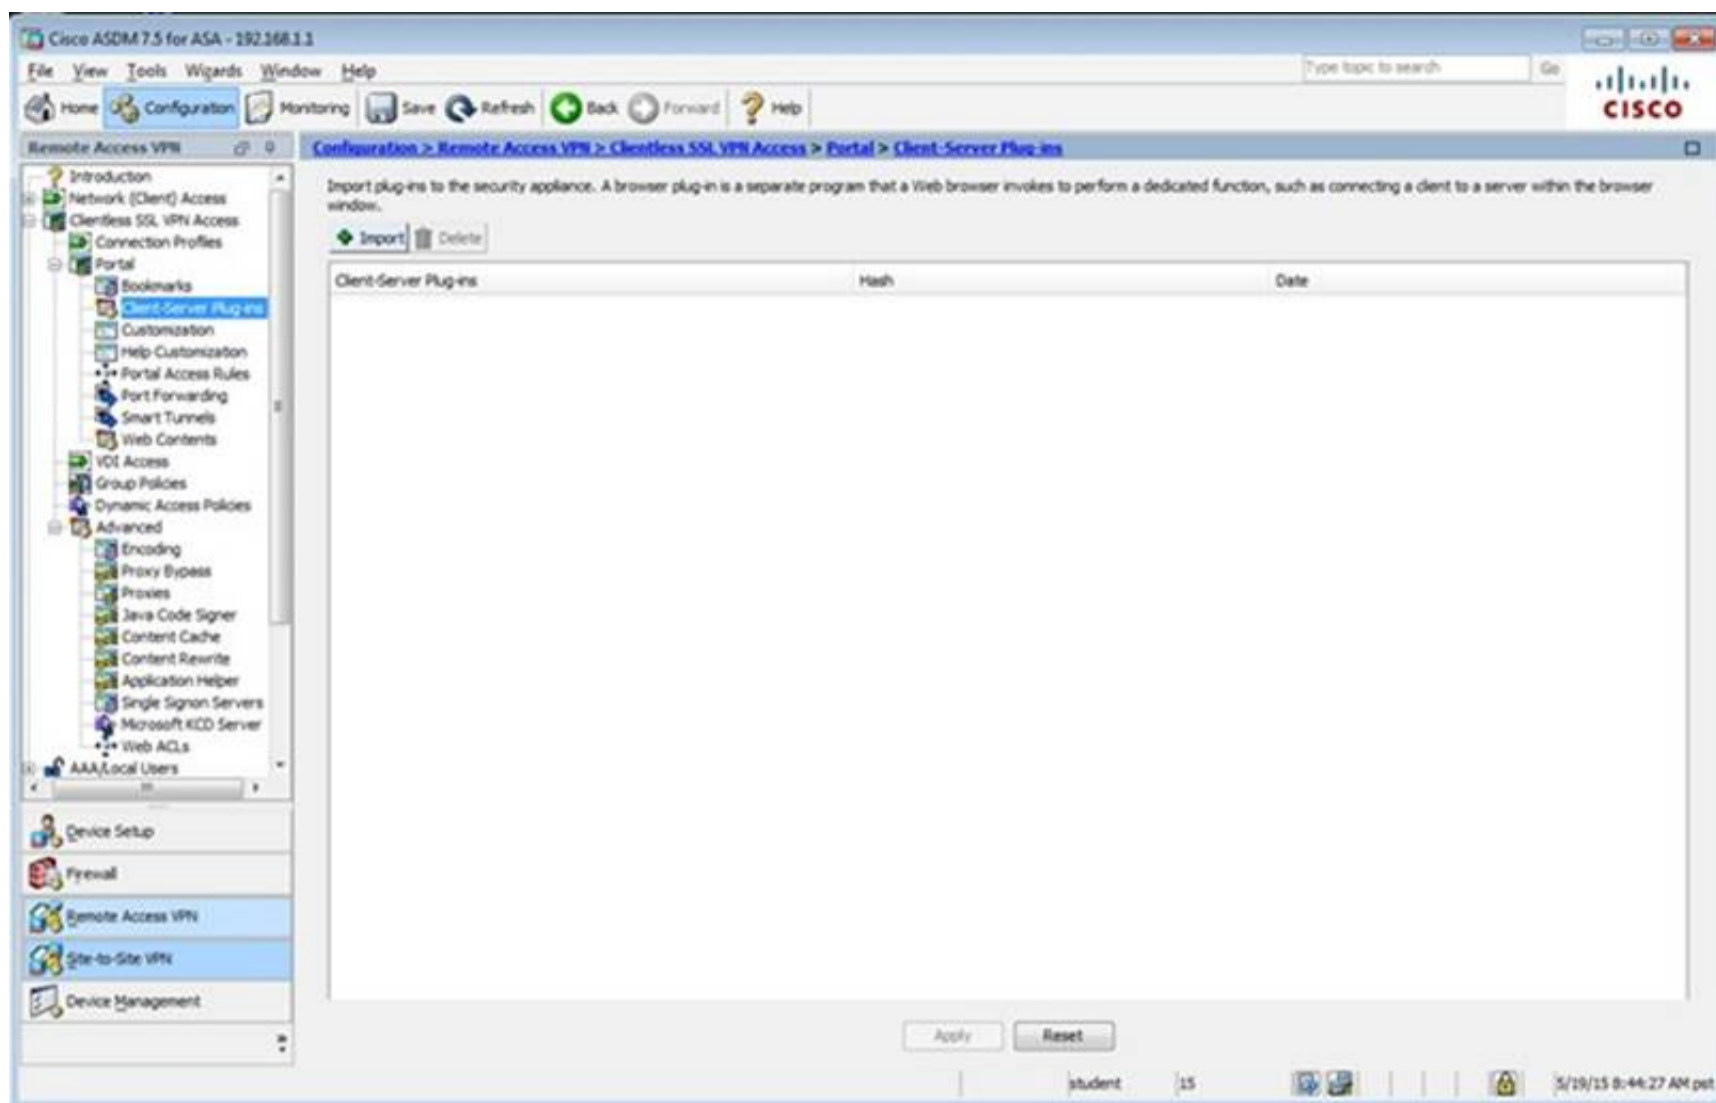 Cisco ASDM 7.5 for ASA - 192.168.1.1
File View Tools Wizards Window Help
Type topic to search Go
Home Configuration Monitoring Save Refresh Back Forward Help
CISCO
Remote Access VPN
Configuration > Remote Access VPN > Clientless SSL VPN Access > Portal > Client-Server Plug-ins
Introduction
Network (Client) Access
Clientless SSL VPN Access
Connection Profiles
Portal
Bookmarks
Client-Server Plug-ins
Customization
Help Customization
Portal Access Rules
Port Forwarding
Smart Tunnels
Web Contents
VDI Access
Group Policies
Dynamic Access Policies
Advanced
Encoding
Proxy Bypass
Proxies
Java Code Signer
Content Cache
Content Rewrite
Application Helper
Single Signon Servers
Microsoft KCD Server
Web ACLs
AAA/Local Users
Device Setup
Firewall
Remote Access VPN
Site-to-Site VPN
Device Management
Import plug-ins to the security appliance. A browser plug-in is a separate program that a Web browser invokes to perform a dedicated function, such as connecting a client to a server within the browser
window.
Import Delete
Client-Server Plug-ins Hash Date
Apply Reset
student 15 5/19/15 8:44:27 AM pst